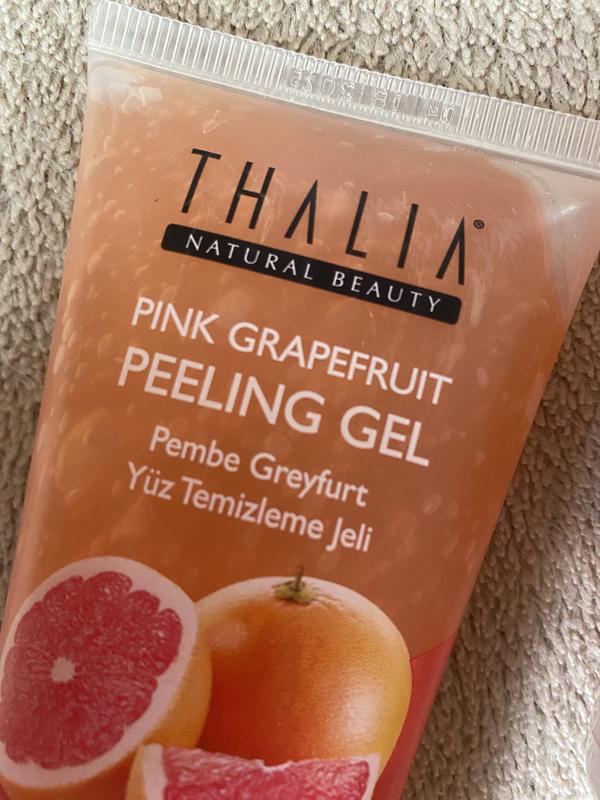 THALIA®
NATURAL BEAUTY
PINK GRAPEFRUIT
PEELING GEL
Pembe Greyfurt
Yüz Temizleme Jeli